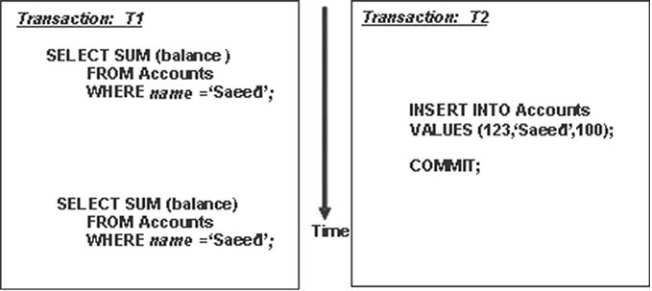 Transaction: T1
SELECT SUM (balance )
FROM Accounts
WHERE name =‘Saeed’;
SELECT SUM (balance)
FROM Accounts
WHERE name =‘Saeed’;
Time
Transaction: T2
INSERT INTO Accounts
VALUES (123,‘Saeed’,100);
COMMIT;